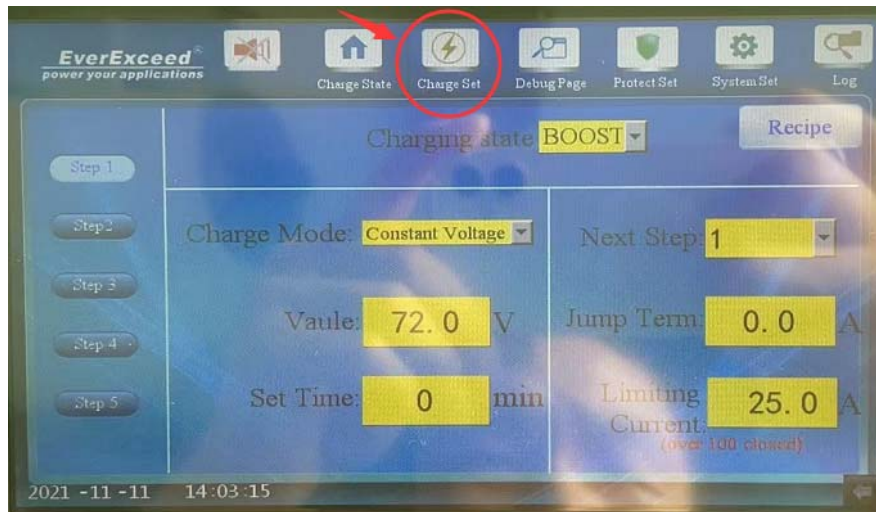 EverExceed®
power your applications
Charge State
Charge Set
Debug Page
Protect Set
System Set
Log
Charging state BOOST
Recipe
Step 1
Step2
Step 3
Step 4
Step 5
Charge Mode: Constant Voltage
Next Step: 1
Vaule: 72.0 V
Jump Term: 0.0 A
Set Time: 0 min
Limiting
Current: 25.0 A
(over 100 closed)
2021 -11 -11 14:03:15